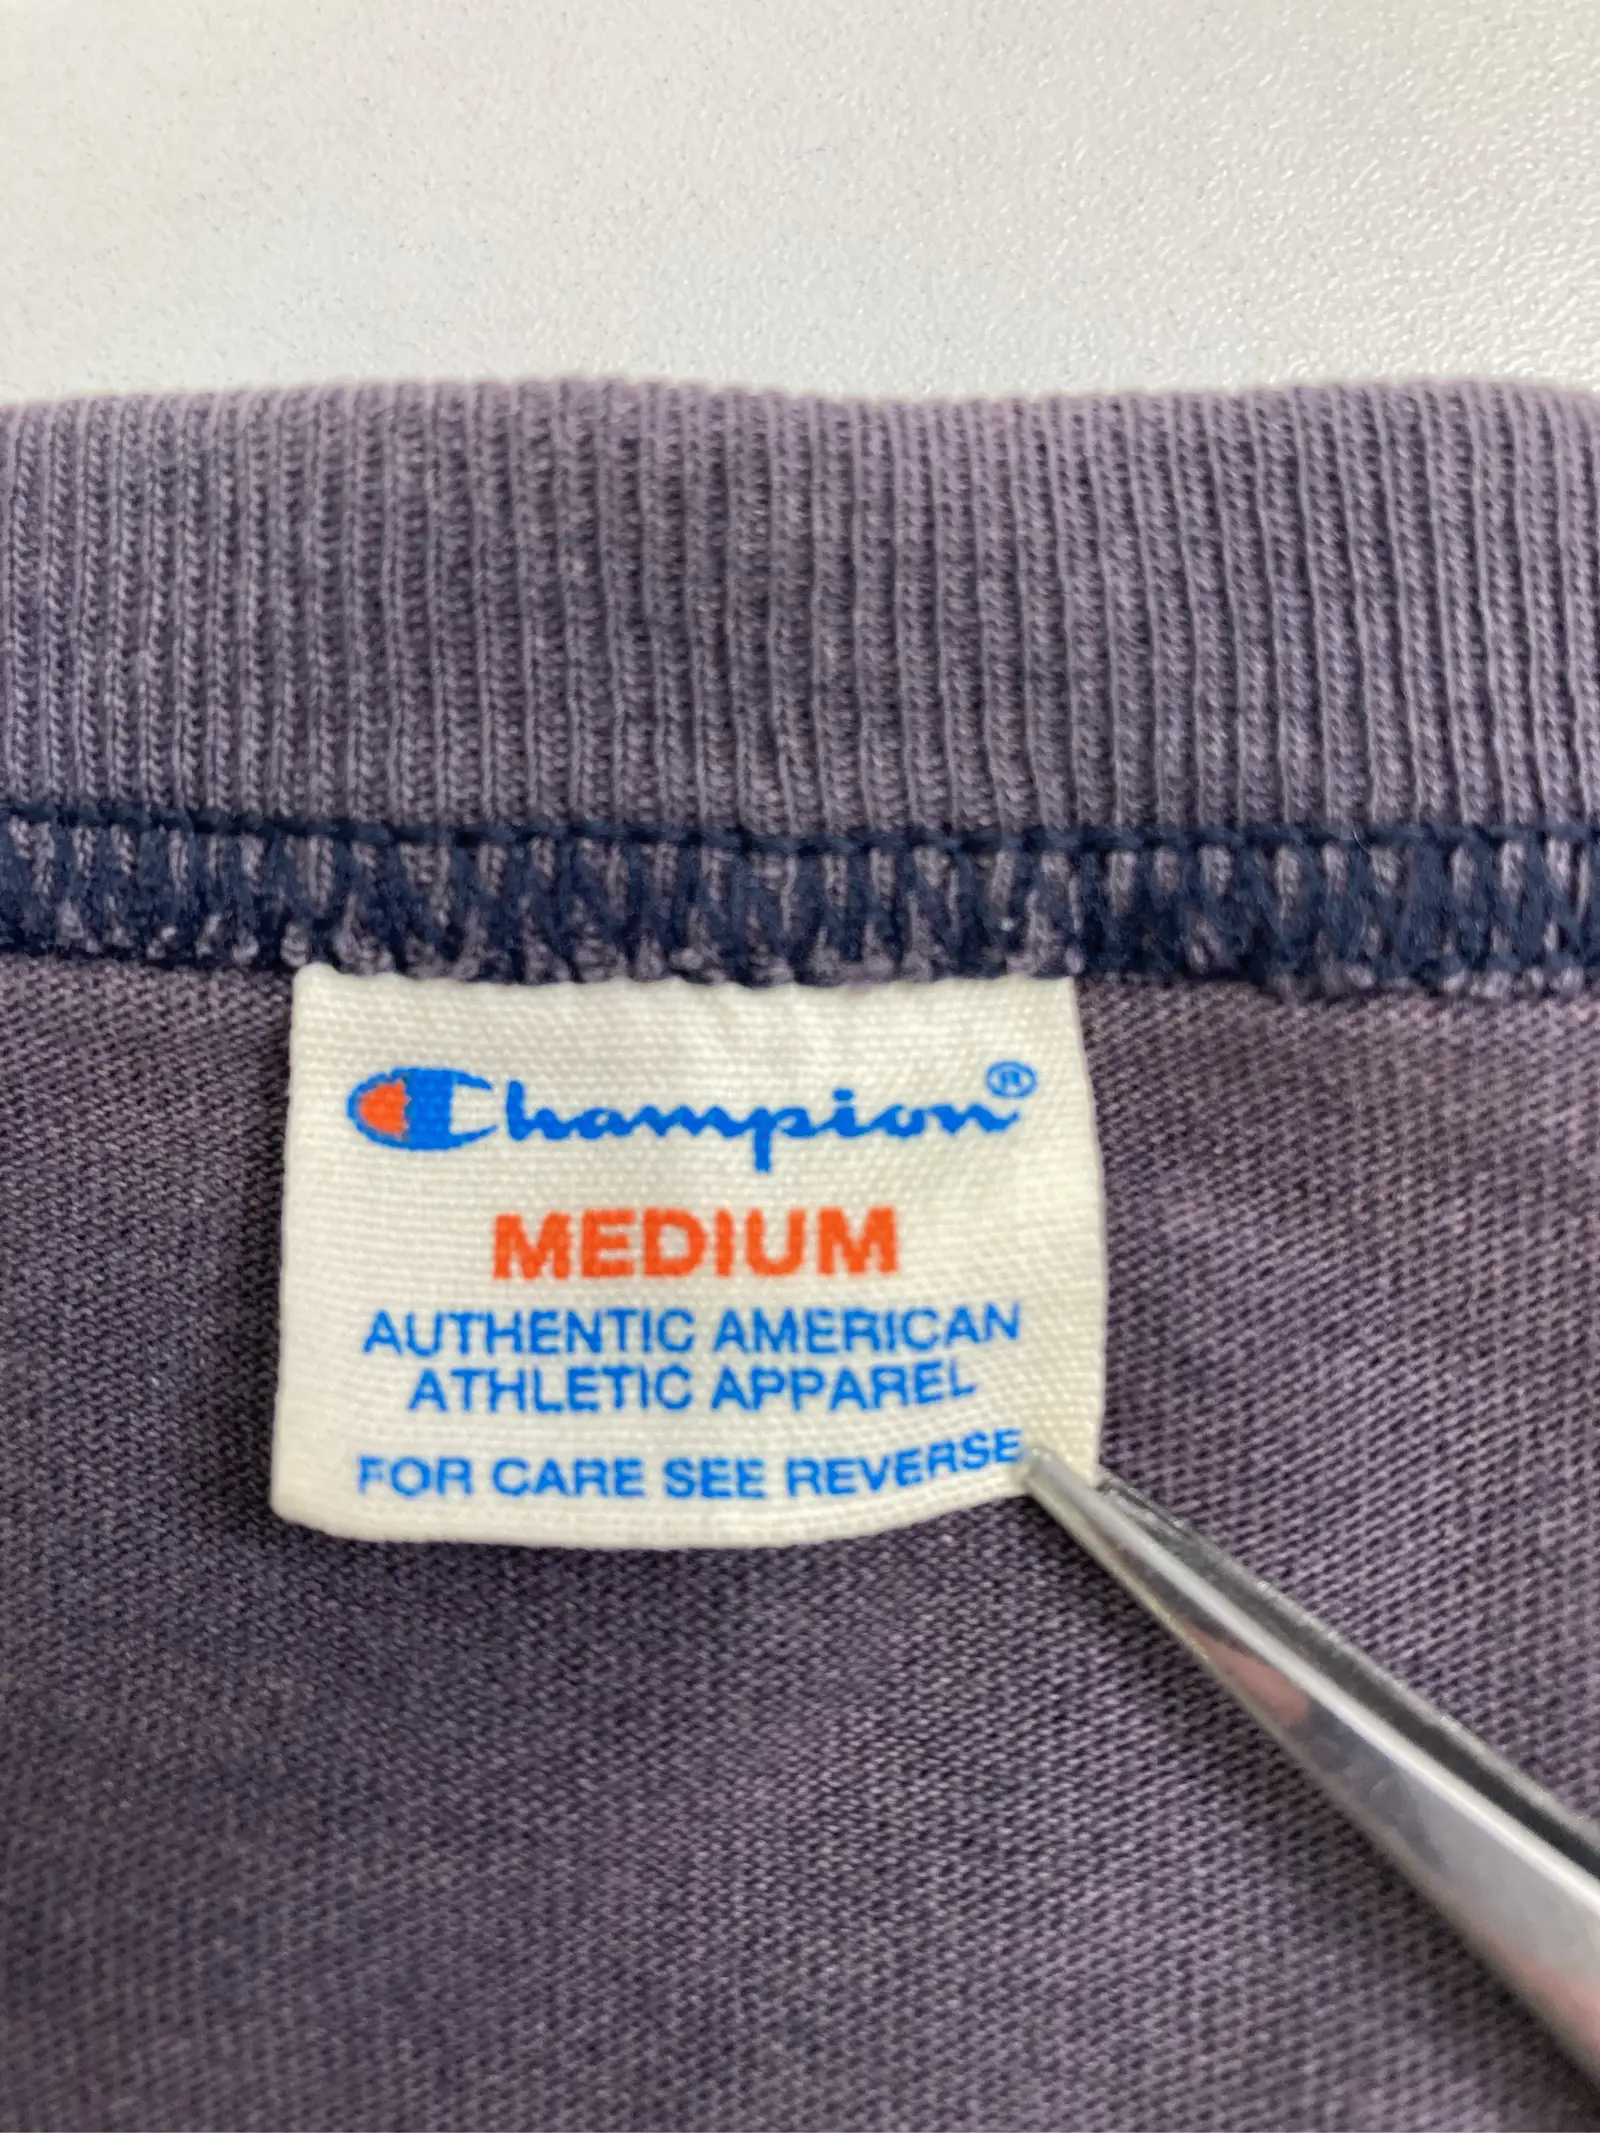 Champion®
MEDIUM
AUTHENTIC AMERICAN
ATHLETIC APPAREL
FOR CARE SEE REVERSE